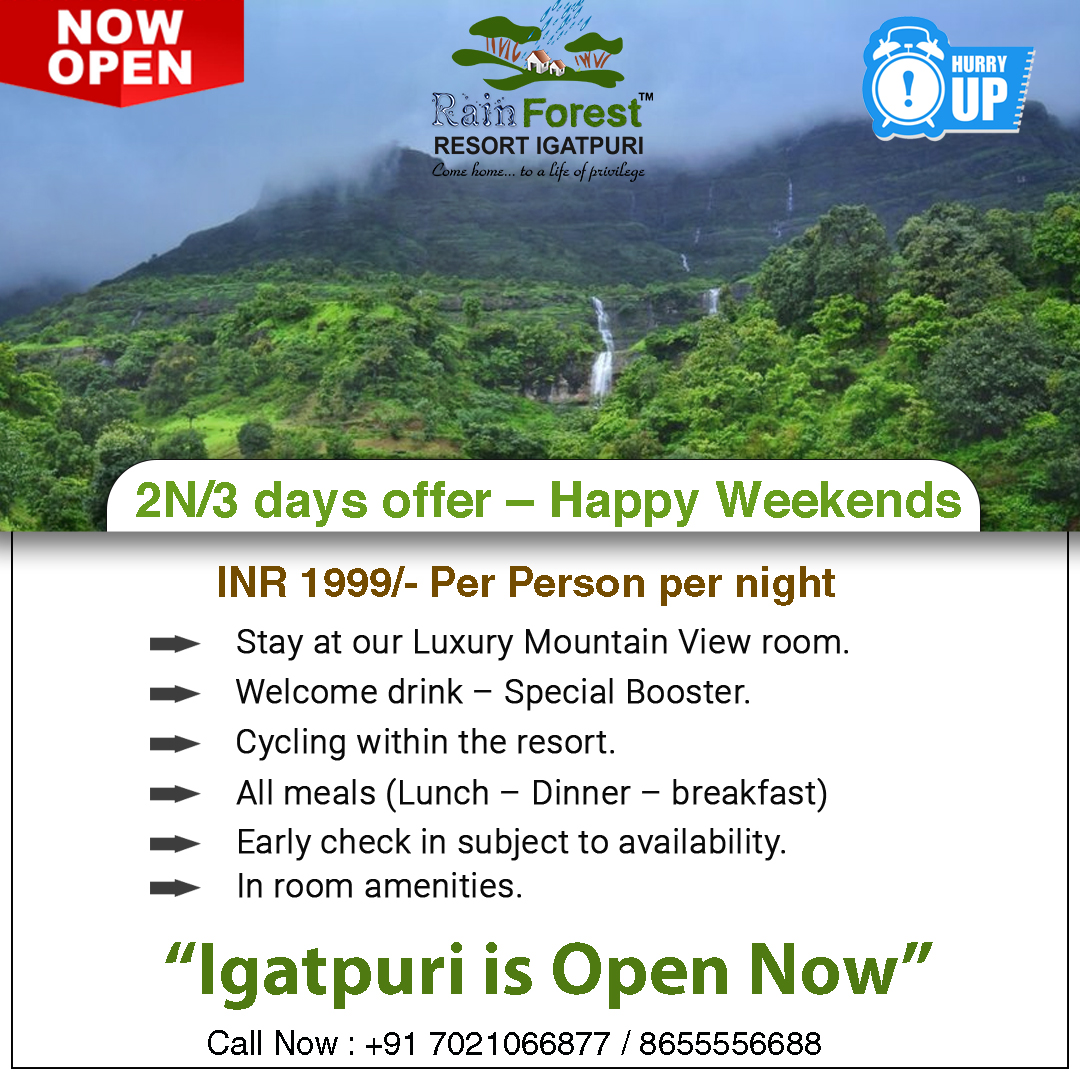 NOW
OPEN
HURRY
UP
RainForest™
RESORT IGATPURI
Come home... to a life of privilege
2N/3 days offer – Happy Weekends
INR 1999/- Per Person per night
Stay at our Luxury Mountain View room.
Welcome drink – Special Booster.
Cycling within the resort.
All meals (Lunch – Dinner – breakfast)
Early check in subject to availability.
In room amenities.
“Igatpuri is Open Now”
Call Now : +91 7021066877 / 8655556688